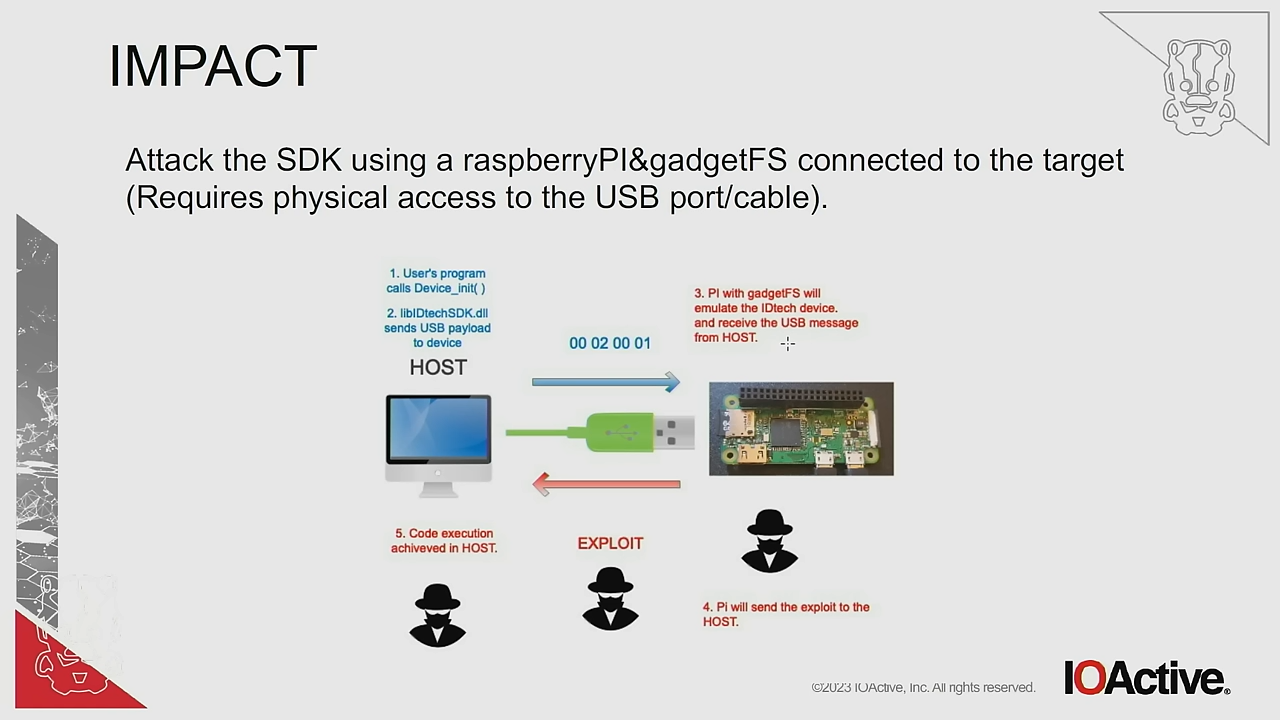 IMPACT
Attack the SDK using a raspberryPI&gadgetFS connected to the target
(Requires physical access to the USB port/cable).
1. User's program
calls Device_init( )
2. libIDtechSDK.dll
sends USB payload
to device
HOST
00 02 00 01
3. PI with gadgetFS will
emulate the IDtech device.
and receive the USB message
from HOST.
5. Code execution
achiveved in HOST.
EXPLOIT
4. Pi will send the exploit to the
HOST.
©2023 IOActive, Inc. All rights reserved.
IOActive®